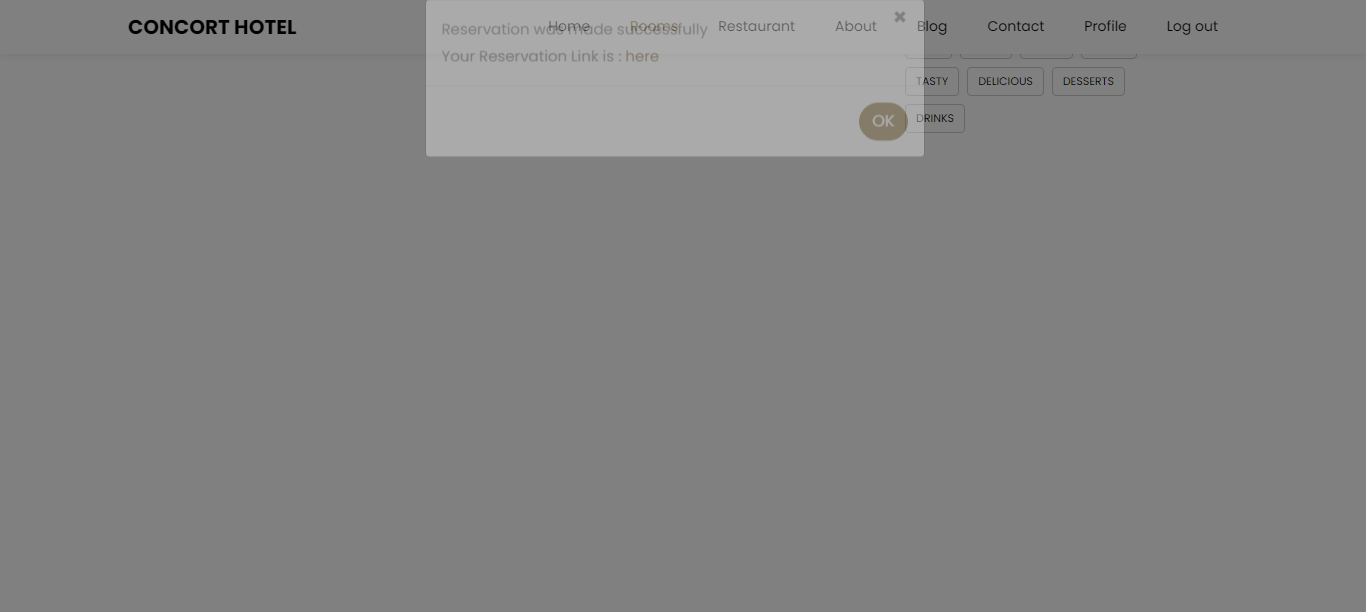 CONCORT HOTEL
Home Rooms Restaurant About Blog Contact Profile Log out
Reservation was made successfully
Your Reservation Link is : here
TASTY DELICIOUS DESSERTS
OK
DRINKS